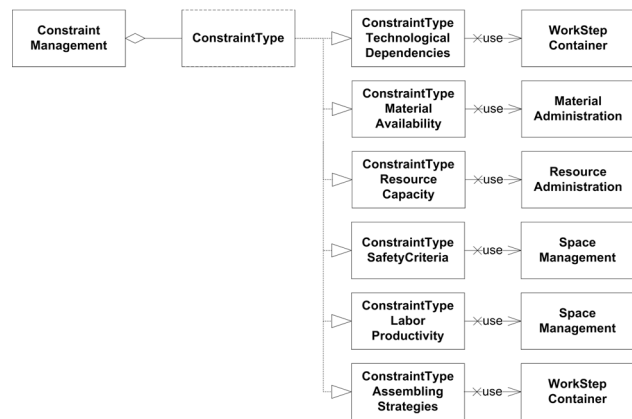 Constraint
Management
ConstraintType
ConstraintType
Technological
Dependencies
use
WorkStep
Container
ConstraintType
Material
Availability
use
Material
Administration
ConstraintType
Resource
Capacity
use
Resource
Administration
ConstraintType
SafetyCriteria
use
Space
Management
ConstraintType
Labor
Productivity
use
Space
Management
ConstraintType
Assembling
Strategies
use
WorkStep
Container